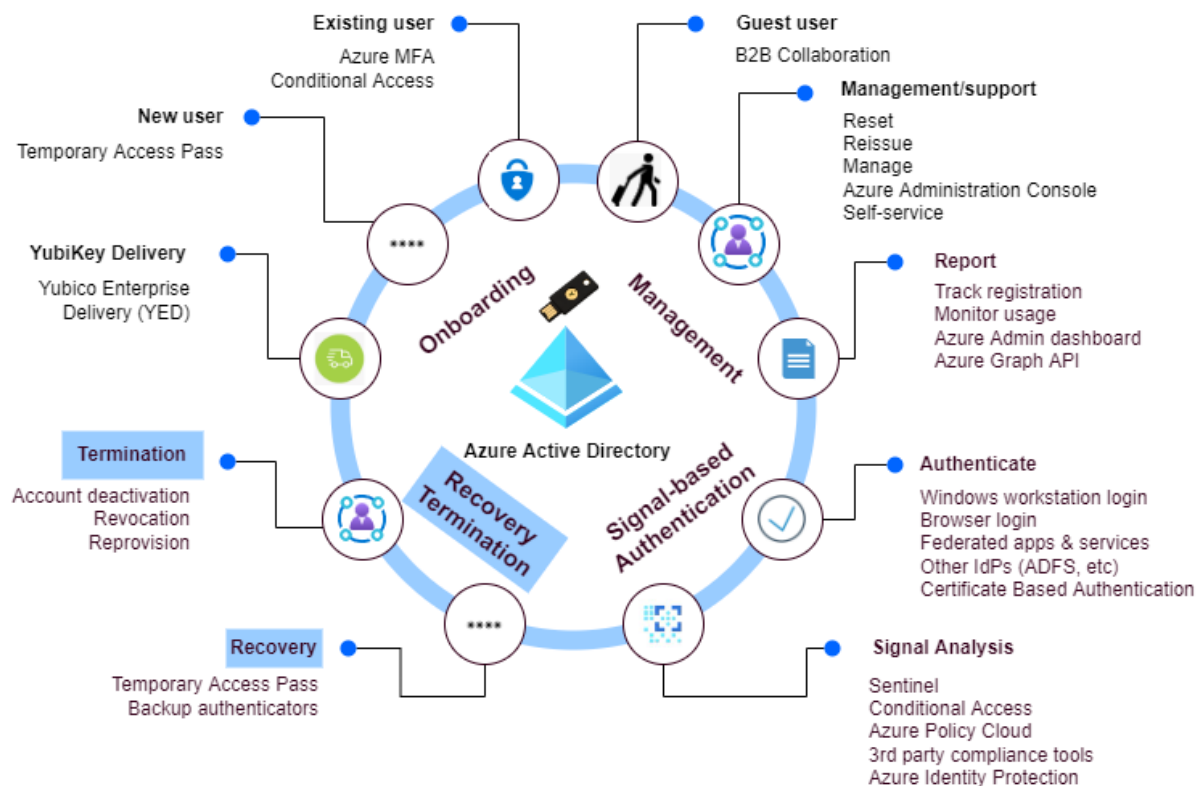 Existing user
Azure MFA
Conditional Access
Guest user
B2B Collaboration
New user
Temporary Access Pass
Management/support
Reset
Reissue
Manage
Azure Administration Console
Self-service
YubiKey Delivery
Yubico Enterprise
Delivery (YED)
Report
Track registration
Monitor usage
Azure Admin dashboard
Azure Graph API
****
Onboarding
Management
Azure Active Directory
Recovery
Termination
Signal-based
Authentication
Termination
Account deactivation
Revocation
Reprovision
Authenticate
Windows workstation login
Browser login
Federated apps & services
Other IdPs (ADFS, etc)
Certificate Based Authentication
****
Recovery
Temporary Access Pass
Backup authenticators
Signal Analysis
Sentinel
Conditional Access
Azure Policy Cloud
3rd party compliance tools
Azure Identity Protection